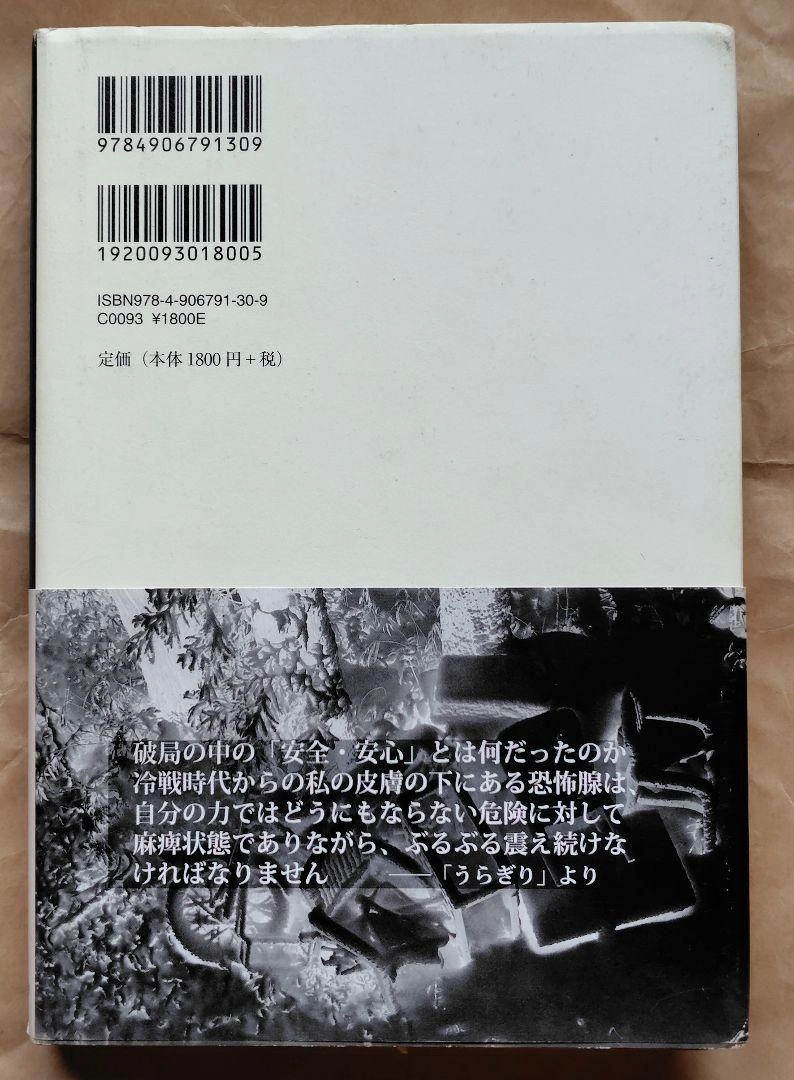 9784906791309
1920093018005
ISBN978-4-906791-30-9
C0093 ¥1800E
定価（本体1800円＋税）
破局の中の「安全・安心」とは何だったのか
冷戦時代からの私の皮膚の下にある恐怖腺は、
自分の力ではどうにもならない危険に対して
麻痺状態でありながら、ぶるぶる震え続けな
ければなりません ——「うらぎり」より